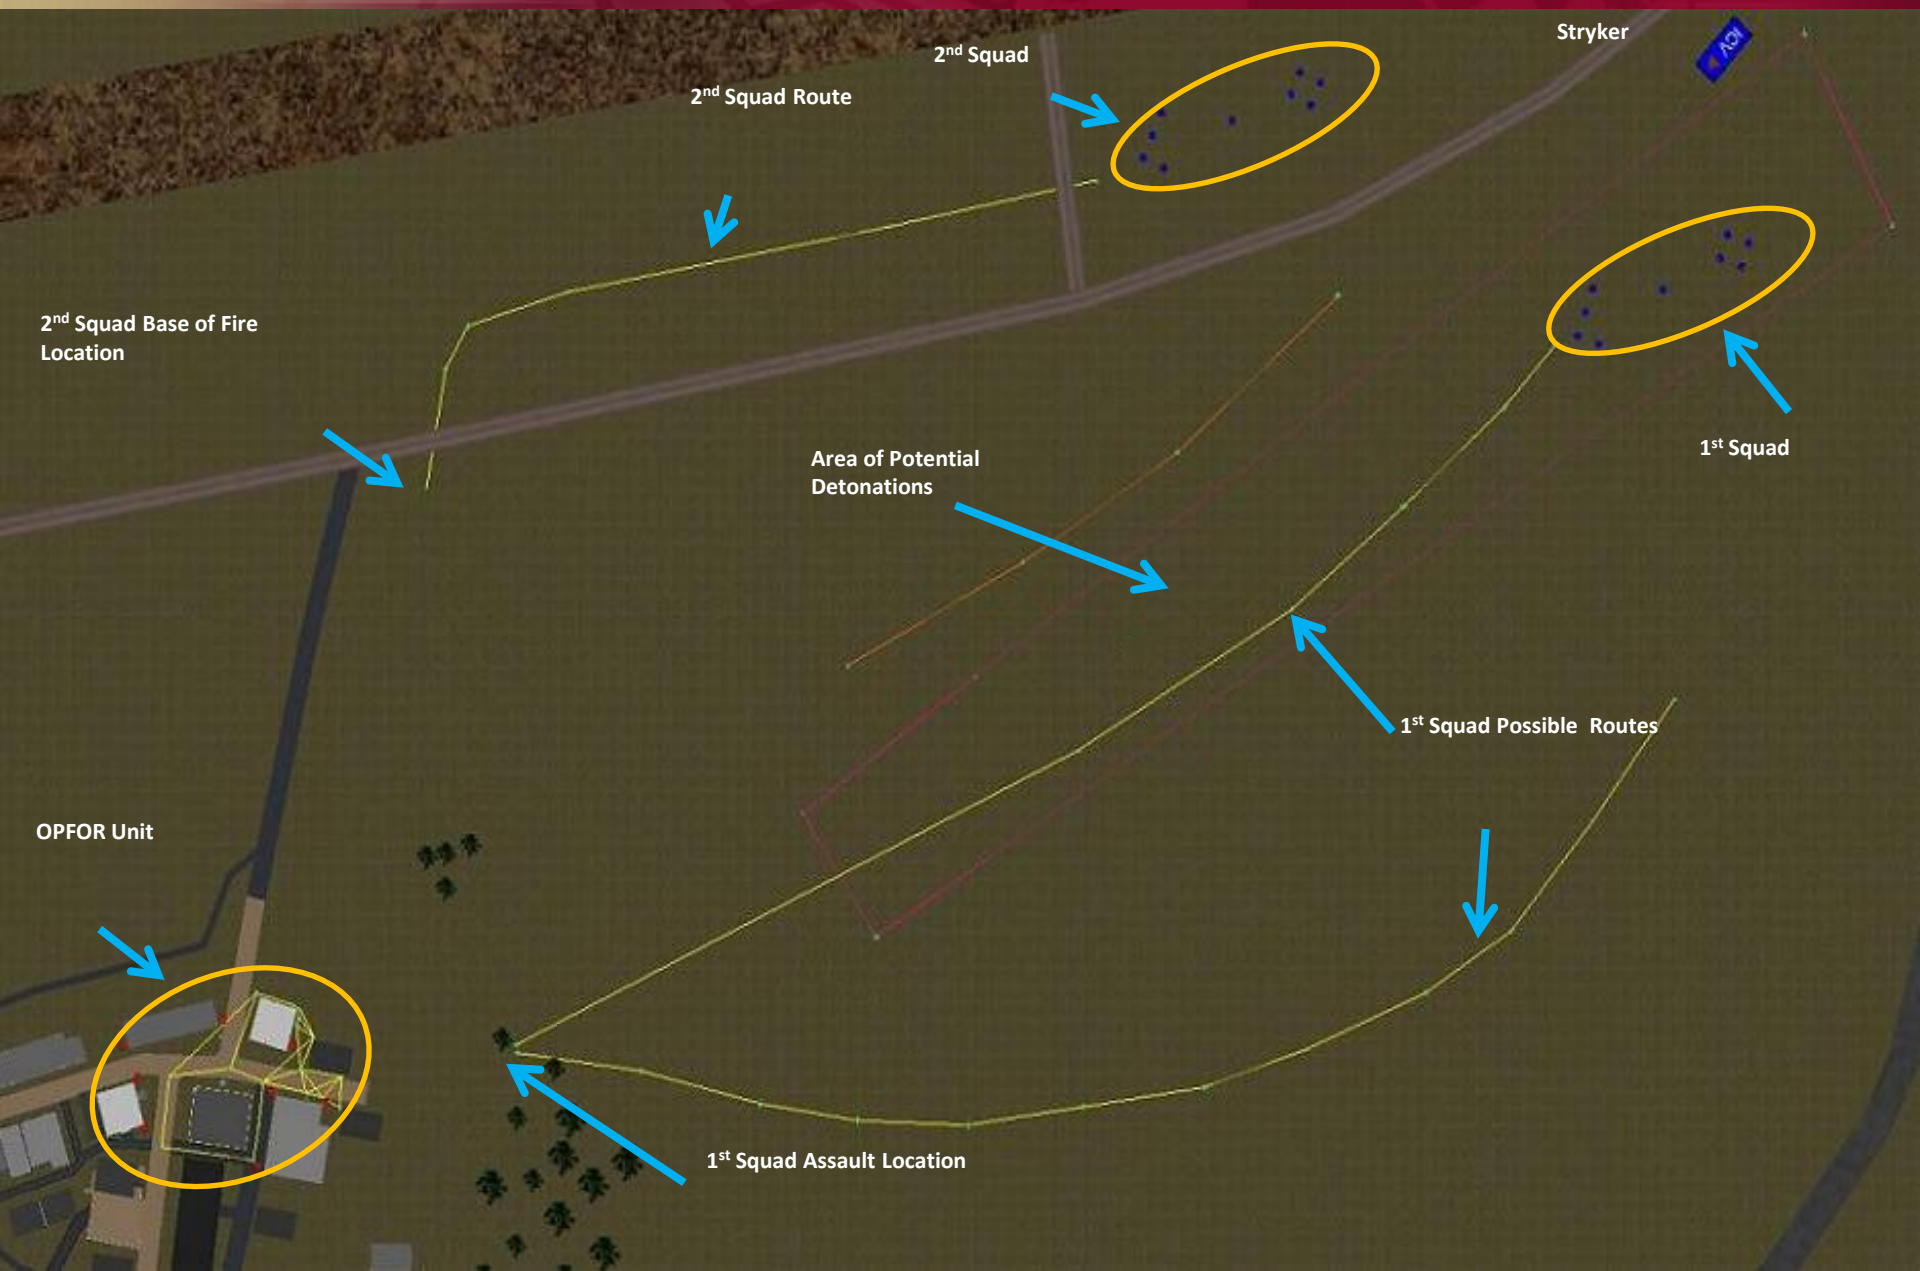 Stryker
ICV
2nd Squad
2nd Squad Route
2nd Squad Base of Fire
Location
Area of Potential
Detonations
1st Squad
1st Squad Possible Routes
OPFOR Unit
1st Squad Assault Location